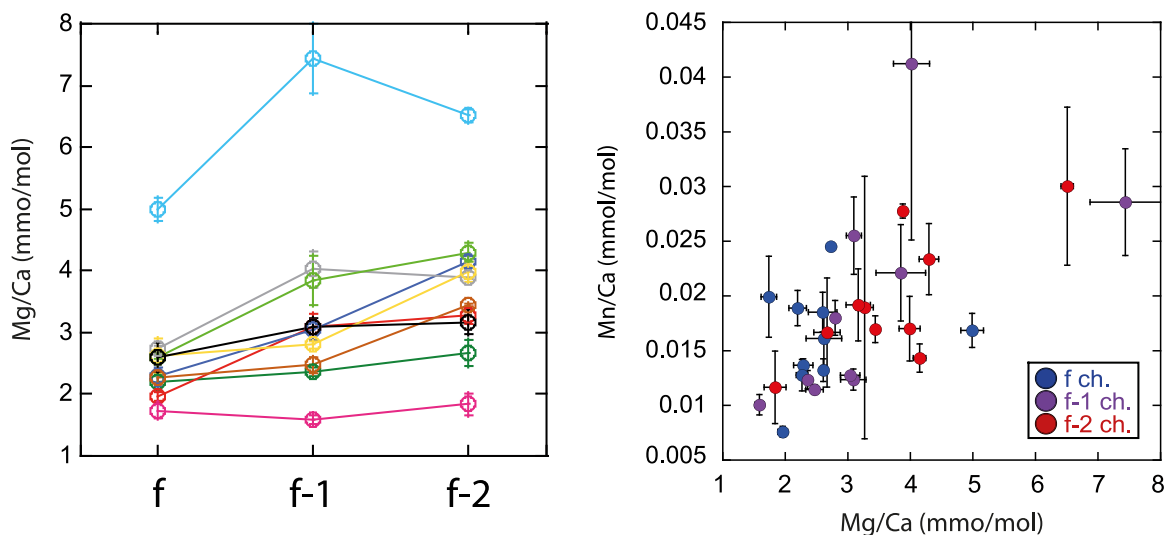 8
7
6
5
4
3
2
1
Mg/Ca (mmo/mol)
f f-1 f-2
0.045
0.04
0.035
0.03
0.025
0.02
0.015
0.01
0.005
Mn/Ca (mmol/mol)
f ch.
f-1 ch.
f-2 ch.
1 2 3 4 5 6 7 8
Mg/Ca (mmo/mol)